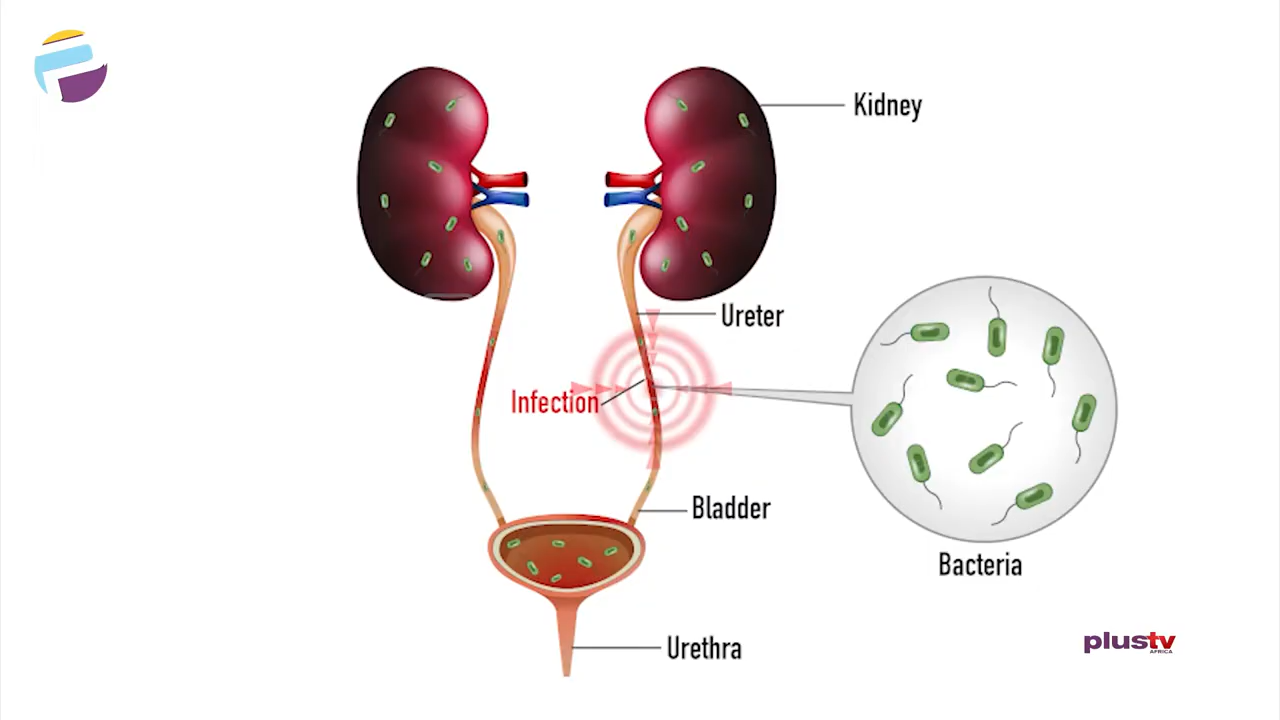 Kidney
Ureter
Infection
Bladder
Bacteria
Urethra
plustv
AFRICA